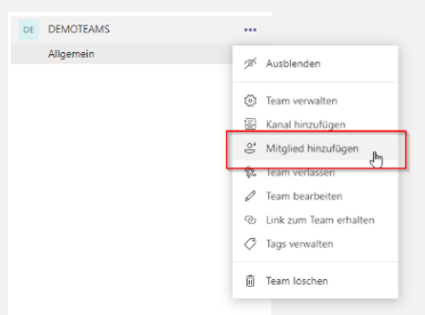 DE DEMOTEAMS
Allgemein
Ausblenden
Team verwalten
Kanal hinzufügen
Mitglied hinzufügen
Team verlassen
Team bearbeiten
Link zum Team erhalten
Tags verwalten
Team löschen